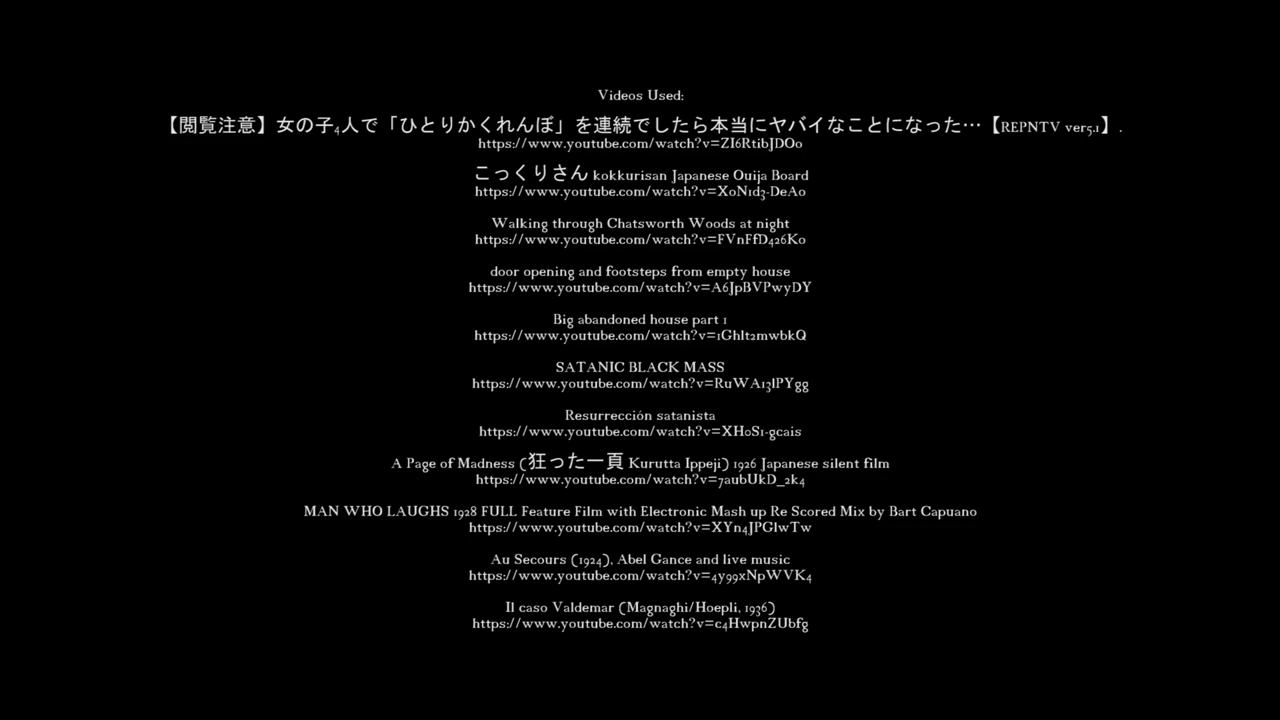 Videos Used:
【閲覧注意】女の子4人で「ひとりかくれんぼ」を連続でしたら本当にヤバイなことになった…【REPNTV ver5.1】.
https://www.youtube.com/watch?v=ZI6RtibJDOo
こっくりさん kokkurisan Japanese Ouija Board
https://www.youtube.com/watch?v=XoN1d3-DeAo
Walking through Chatsworth Woods at night
https://www.youtube.com/watch?v=FVnFfD426Ko
door opening and footsteps from empty house
https://www.youtube.com/watch?v=A6JpBVPwyDY
Big abandoned house part 1
https://www.youtube.com/watch?v=1Ghlt2mwbkQ
SATANIC BLACK MASS
https://www.youtube.com/watch?v=RuWA13lPYgg
Resurrección satanista
https://www.youtube.com/watch?v=XH0S1-gcais
A Page of Madness (狂った一頁 Kurutta Ippeji) 1926 Japanese silent film
https://www.youtube.com/watch?v=7aubUkD_2k4
MAN WHO LAUGHS 1928 FULL Feature Film with Electronic Mash up Re Scored Mix by Bart Capuano
https://www.youtube.com/watch?v=XYn4JPGlwTw
Au Secours (1924), Abel Gance and live music
https://www.youtube.com/watch?v=4y99xNpWVK4
Il caso Valdemar (Magnaghi/Hoepli, 1936)
https://www.youtube.com/watch?v=c4HwpnZUbfg